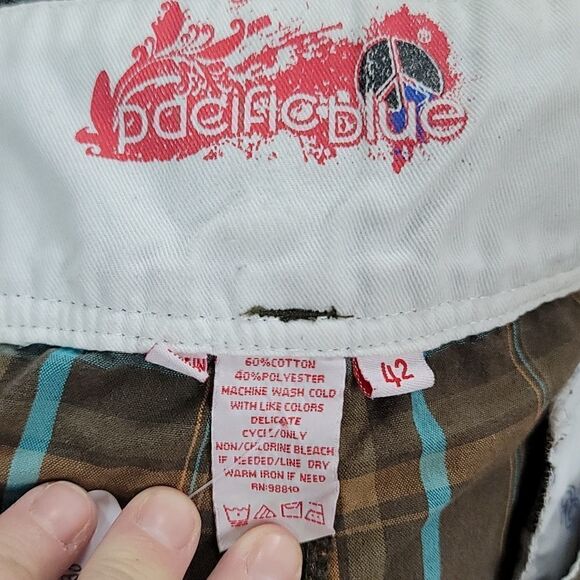 pacificblue
60%COTTON
40%POLYESTER
MACHINE WASH COLD
WITH LIKE COLORS
DELICATE
CYCLE/ONLY
NON/CHLORINE BLEACH
IF NEEDED/LINE DRY
WARM IRON IF NEED
RN:98810
42